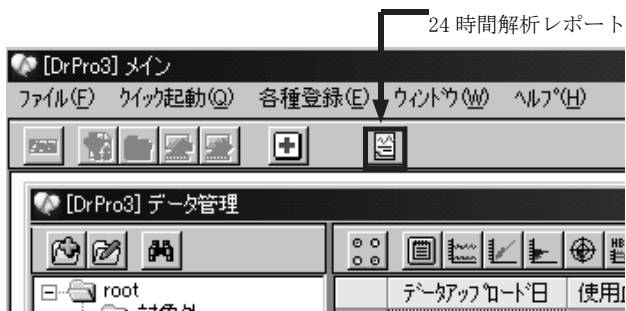 24 時間解析レポート
[DrPro3] メイン
ファイル(F) クイック起動(Q) 各種登録(E) ウィンドウ(W) ヘルプ(H)
[DrPro3] データ管理
root
データアップロード日 使用